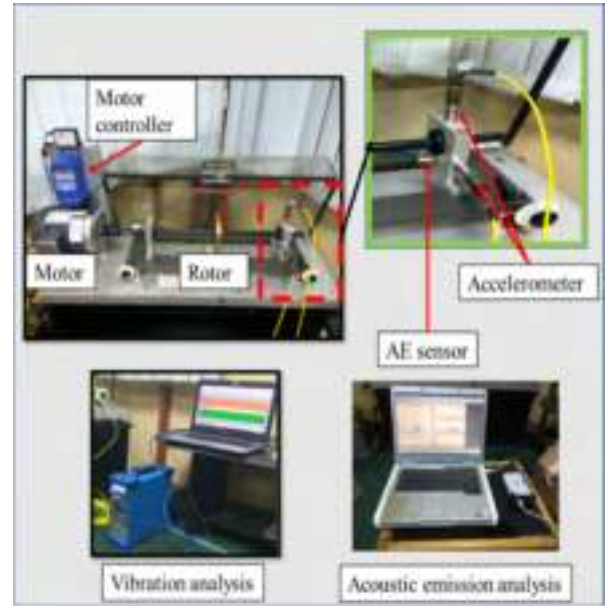 Motor
controller
Motor
Rotor
Accelerometer
AE sensor
Vibration analysis
Acoustic emission analysis